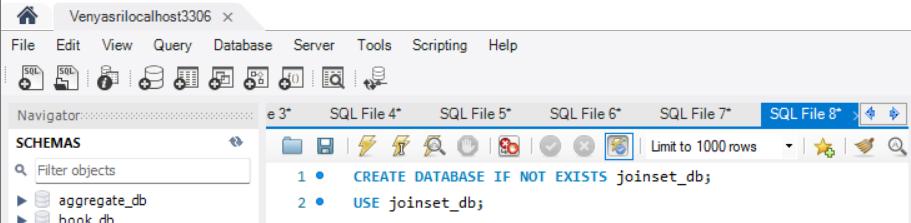 Venyasrilocalhost3306 ×
File Edit View Query Database Server Tools Scripting Help
SQL SQL
Navigator
e 3* SQL File 4* SQL File 5* SQL File 6* SQL File 7* SQL File 8* ×
SCHEMAS
Limit to 1000 rows
Filter objects
1 CREATE DATABASE IF NOT EXISTS joinset_db;
aggregate_db
2 USE joinset_db;
book_db